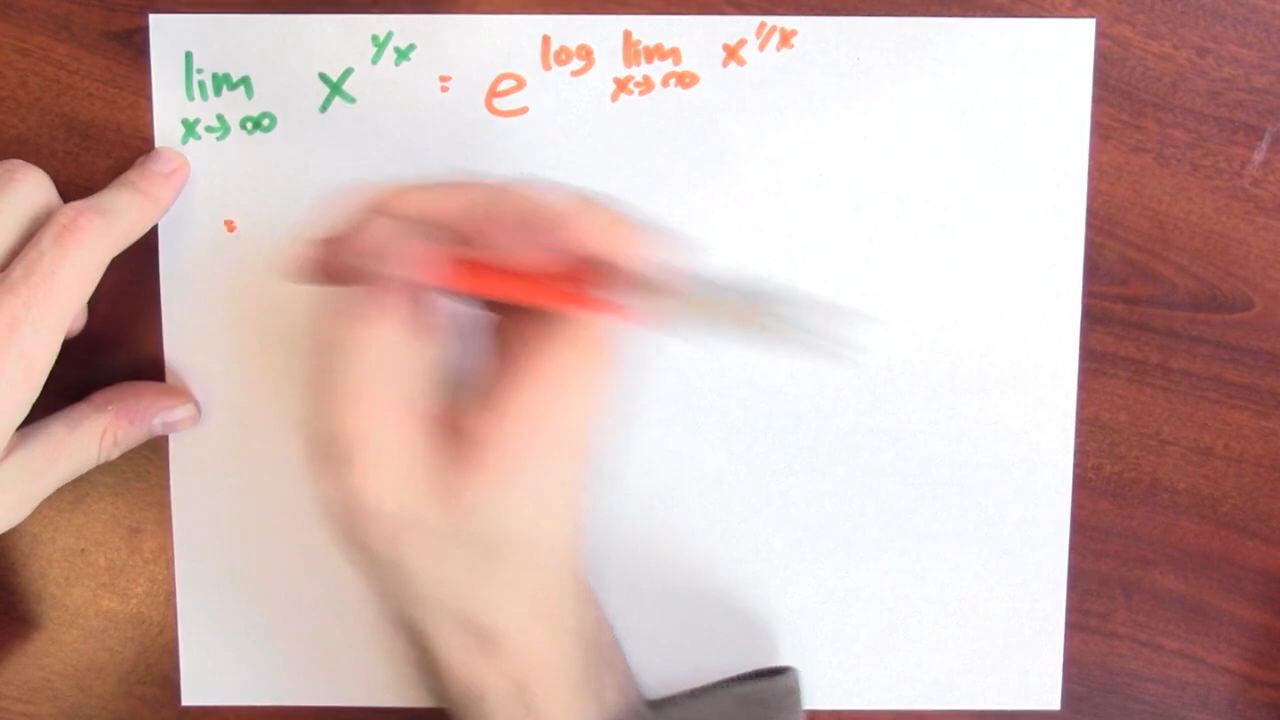 lim x→∞ x^{1/x} = e^{log lim x→∞ x^{1/x}}
=